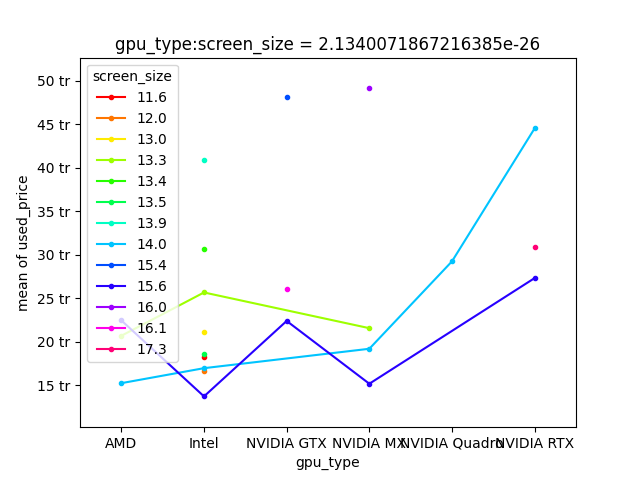 gpu_type:screen_size = 2.1340071867216385e-26
mean of used_price
50 tr
45 tr
40 tr
35 tr
30 tr
25 tr
20 tr
15 tr
screen_size
11.6
12.0
13.0
13.3
13.4
13.5
13.9
14.0
15.4
15.6
16.0
16.1
17.3
AMD Intel NVIDIA GTX NVIDIA MX NVIDIA Quadro NVIDIA RTX
gpu_type